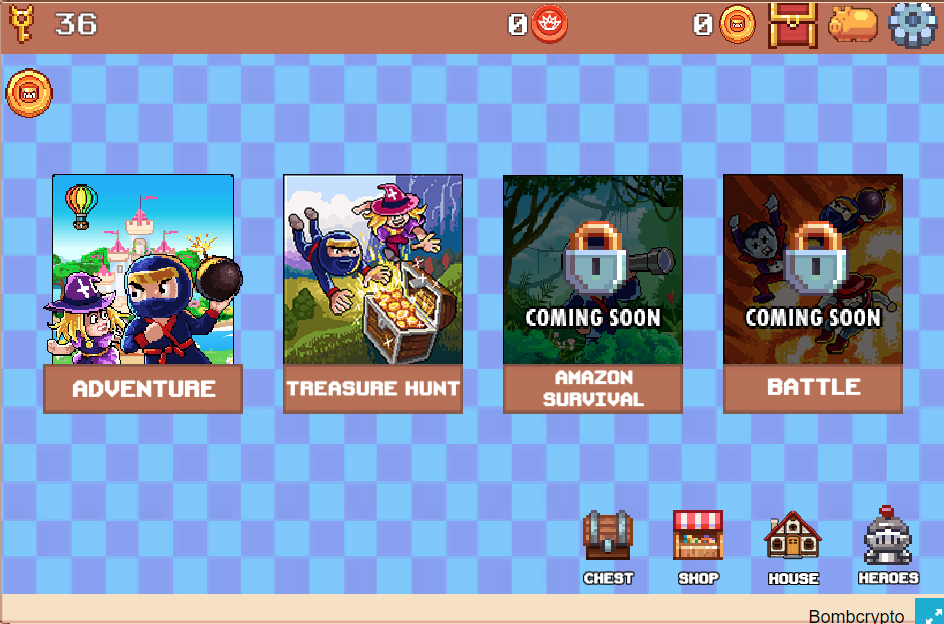 36
0
0
COMING SOON
COMING SOON
ADVENTURE
TREASURE HUNT
AMAZON
SURVIVAL
BATTLE
CHEST
SHOP
HOUSE
HEROES
Bombcrypto